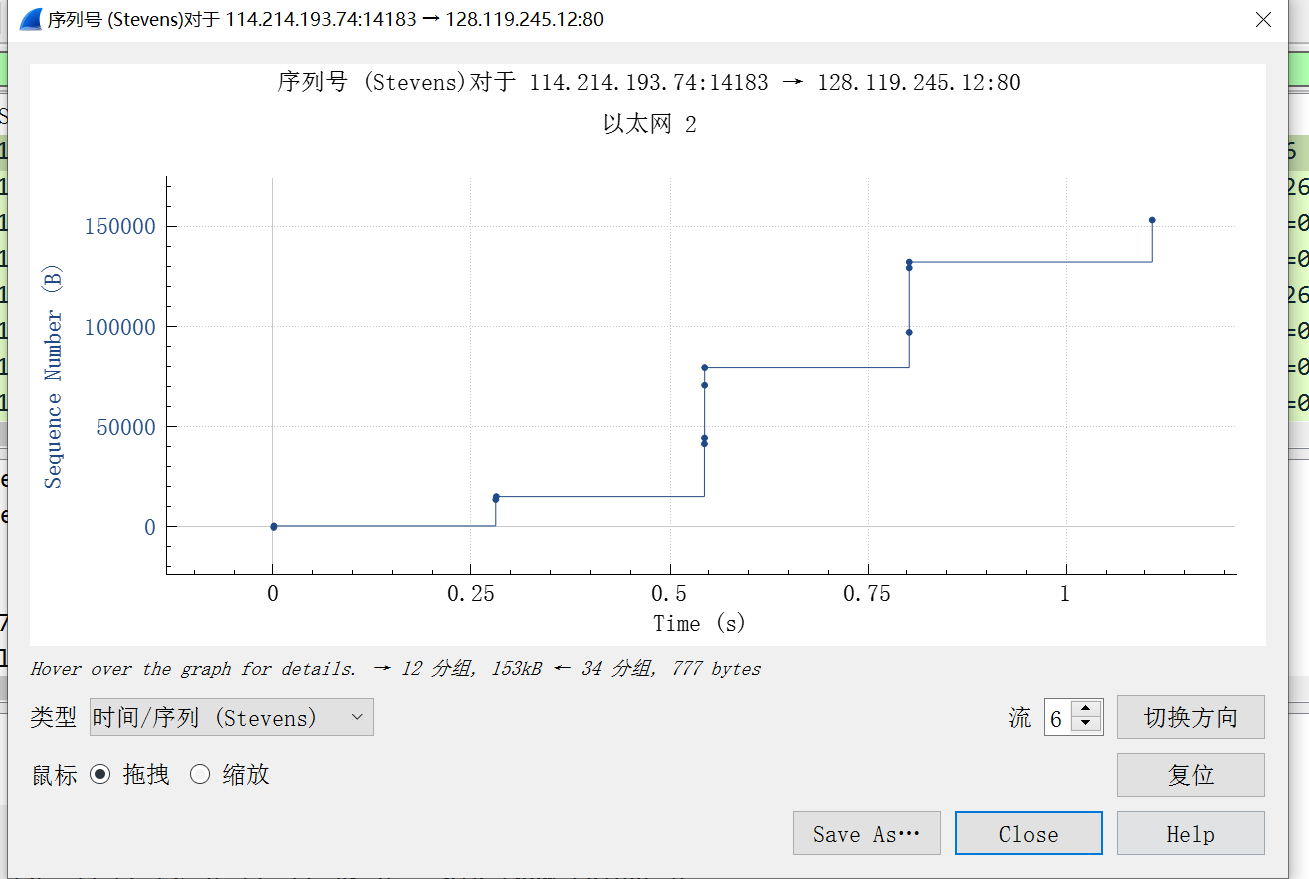 序列号 (Stevens)对于 114.214.193.74:14183 → 128.119.245.12:80
序列号 (Stevens)对于 114.214.193.74:14183 → 128.119.245.12:80
以太网 2
150000
100000
50000
0
Sequence Number (B)
0 0.25 0.5 0.75 1
Time (s)
Hover over the graph for details. → 12 分组, 153kB ← 34 分组, 777 bytes
类型 时间/序列 (Stevens) 流 6 切换方向
鼠标 拖拽 缩放 复位
Save As… Close Help